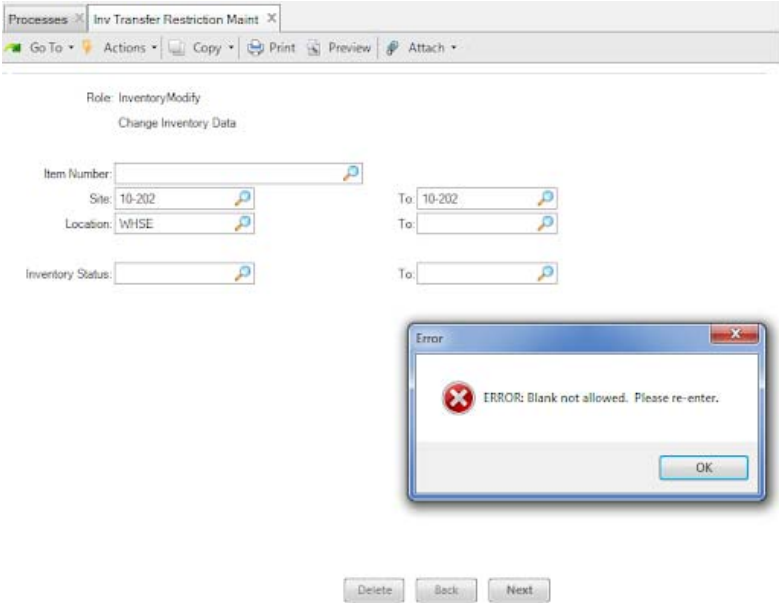 Processes Inv Transfer Restriction Maint
Go To Actions Copy Print Preview Attach
Role: InventoryModify
Change Inventory Data
Item Number:
Site: 10-202 To: 10-202
Location: WHSE To:
Inventory Status: To:
Error
ERROR: Blank not allowed. Please re-enter.
OK
Delete Back Next